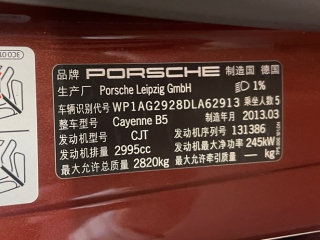 品牌 PORSCHE 制造国 德国
生产厂 Porsche Leipzig GmbH 1%
车辆识别代号 WP1AG2928DLA62913 乘坐人数 5
整车型号 Cayenne B5 制造年月 2013.03
发动机型号 CJT 发动机序列号 131386
发动机排量 2995cc 发动机最大净功率 245kW
最大允许总质量 2820kg 最大允许牵引质量 — kg